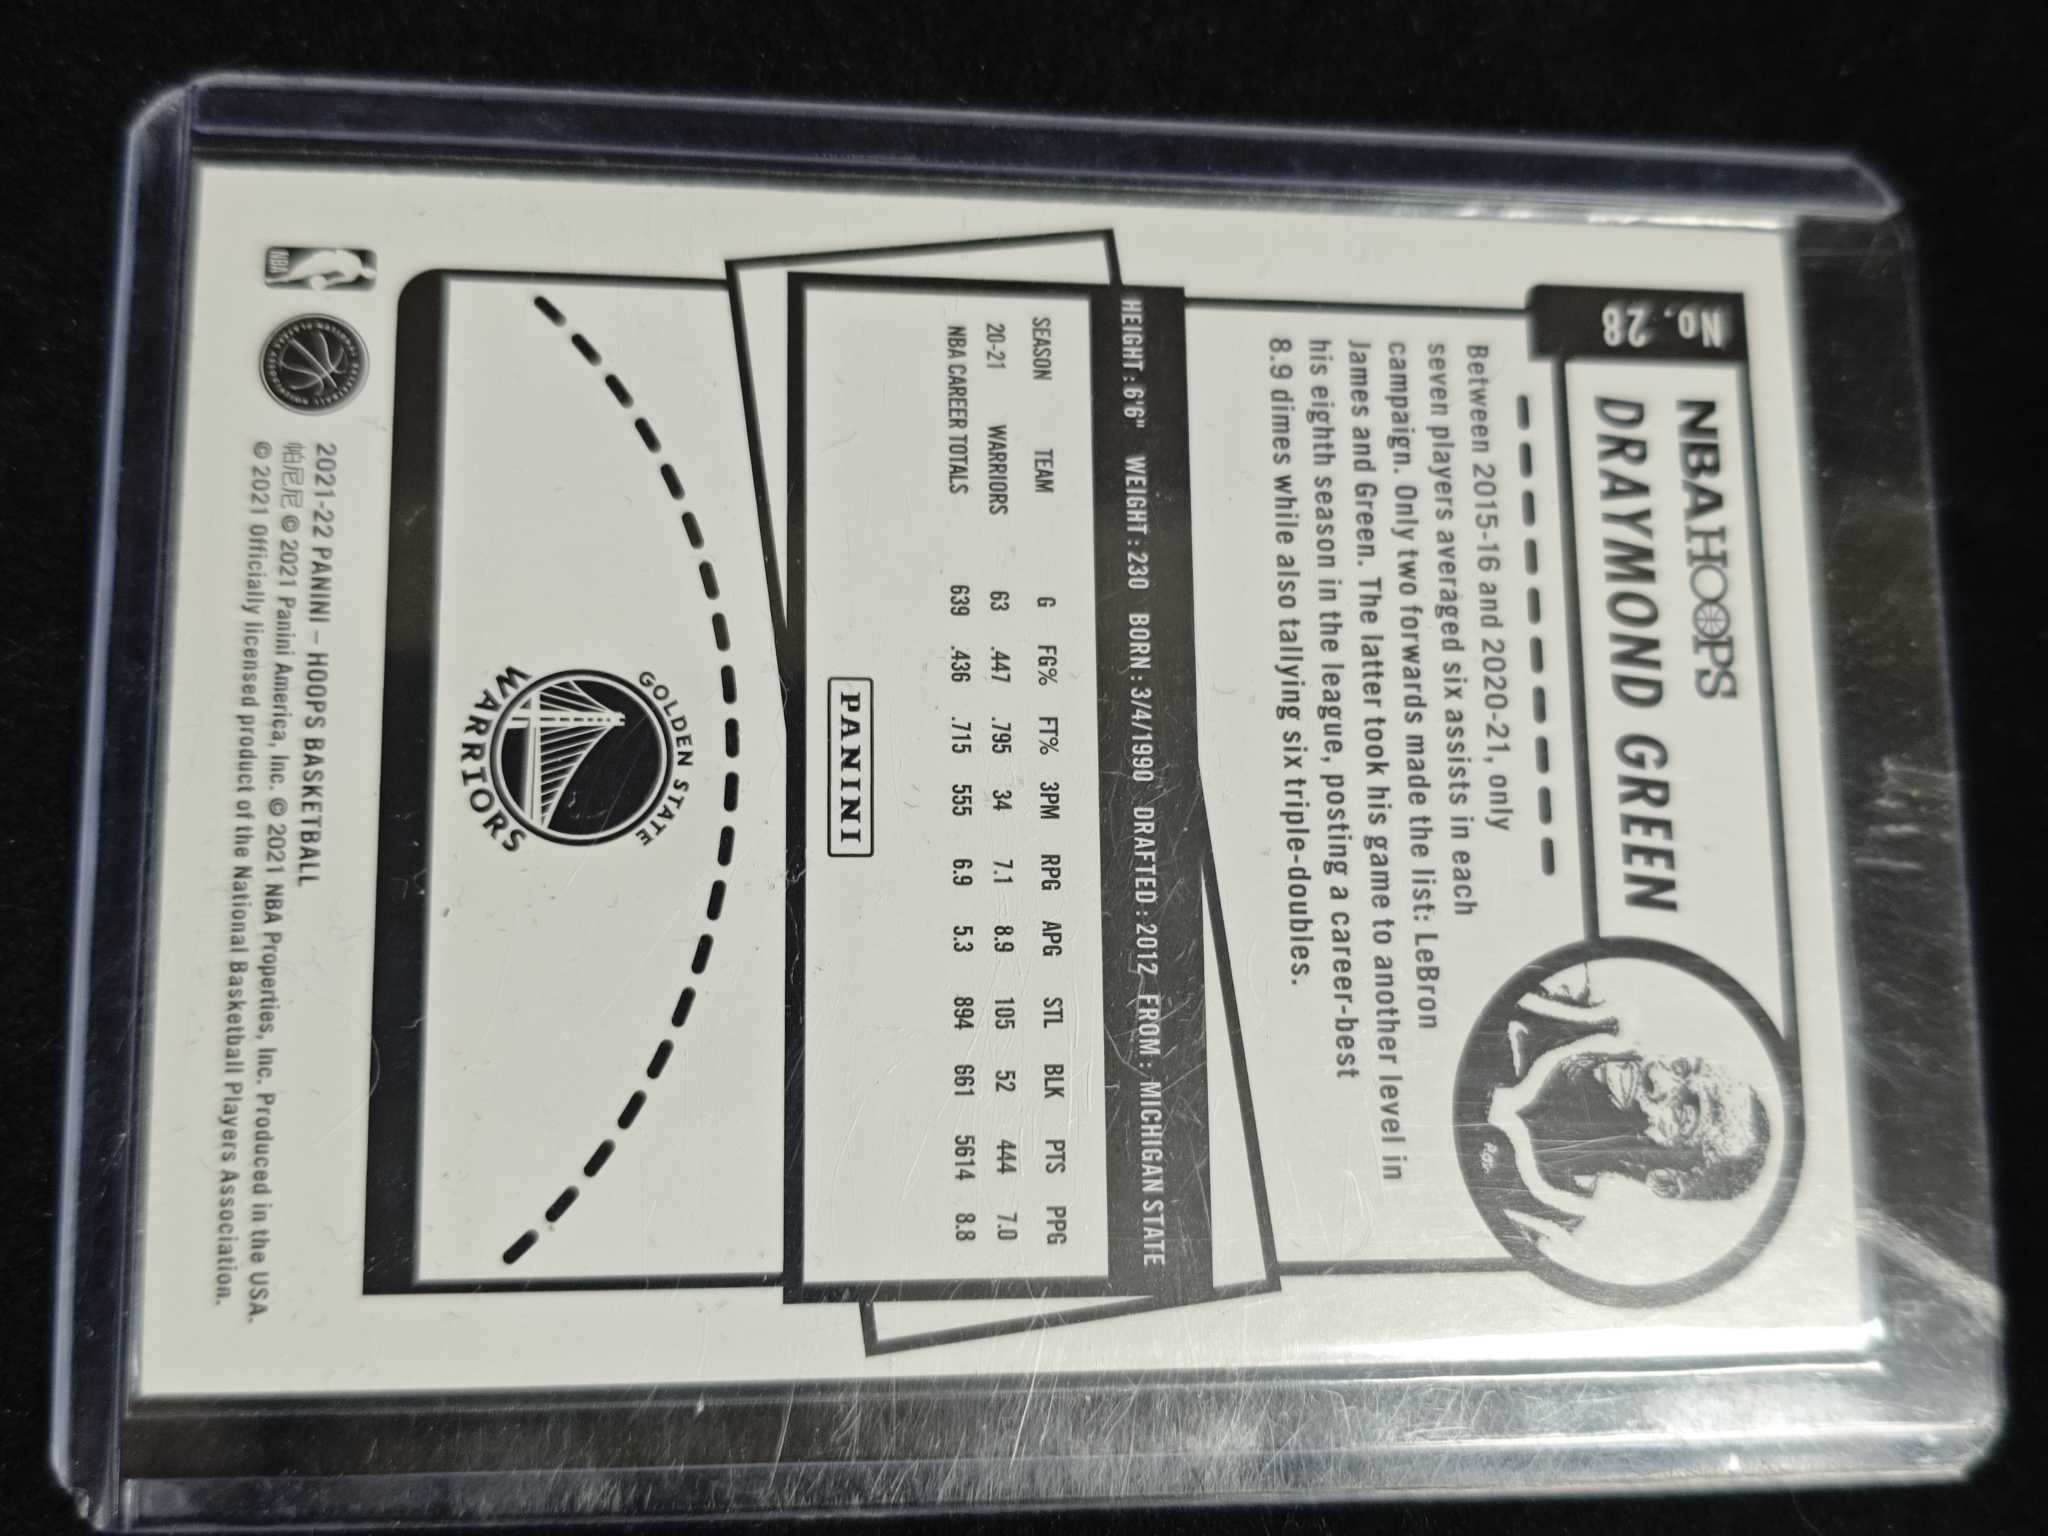 No. 28
NBA HOOPS
DRAYMOND GREEN
Between 2015-16 and 2020-21, only
seven players averaged six assists in each
campaign. Only two forwards made the list: LeBron
James and Green. The latter took his game to another level in
his eighth season in the league, posting a career-best
8.9 dimes while also tallying six triple-doubles.
HEIGHT: 6'6" WEIGHT: 230 BORN: 3/4/1990 DRAFTED: 2012 FROM: MICHIGAN STATE
SEASON TEAM G FG% FT% 3PM RPG APG STL BLK PTS PPG
20-21 WARRIORS 63 .447 .795 34 7.1 8.9 105 52 444 7.0
NBA CAREER TOTALS 639 .436 .715 555 6.9 5.3 894 661 5614 8.8
PANINI
GOLDEN STATE
WARRIORS
NBA
2021-22 PANINI – HOOPS BASKETBALL
帕尼尼 © 2021 Panini America, Inc. © 2021 NBA Properties, Inc. Produced in the USA.
© 2021 Officially licensed product of the National Basketball Players Association.